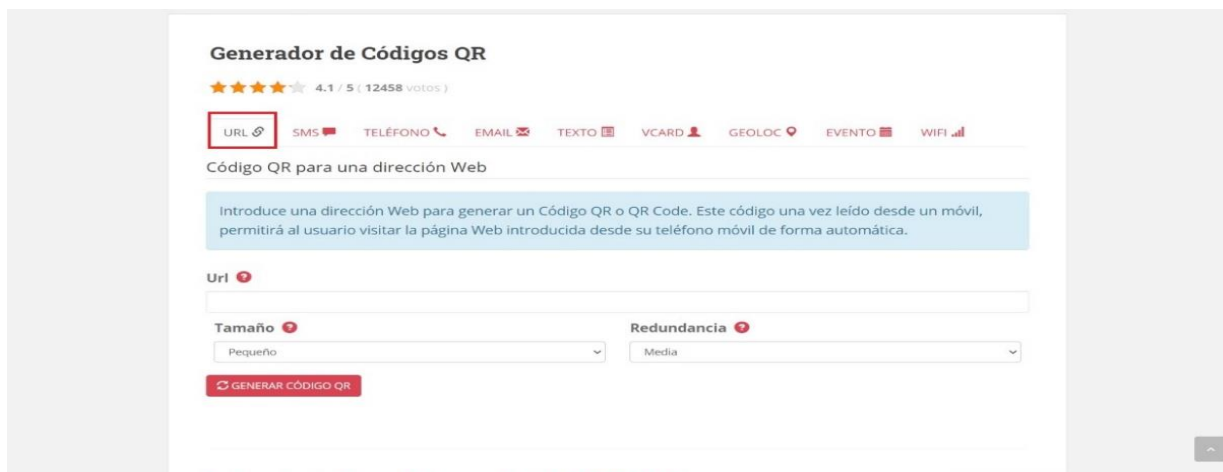 Generador de Códigos QR
4.1 / 5 ( 12458 votos )
URL SMS TELÉFONO EMAIL TEXTO VCARD GEOLOC EVENTO WIFI
Código QR para una dirección Web
Introduce una dirección Web para generar un Código QR o QR Code. Este código una vez leído desde un móvil,
permitirá al usuario visitar la página Web introducida desde su teléfono móvil de forma automática.
Url ?
Tamaño ? Redundancia ?
Pequeño Media
GENERAR CÓDIGO QR